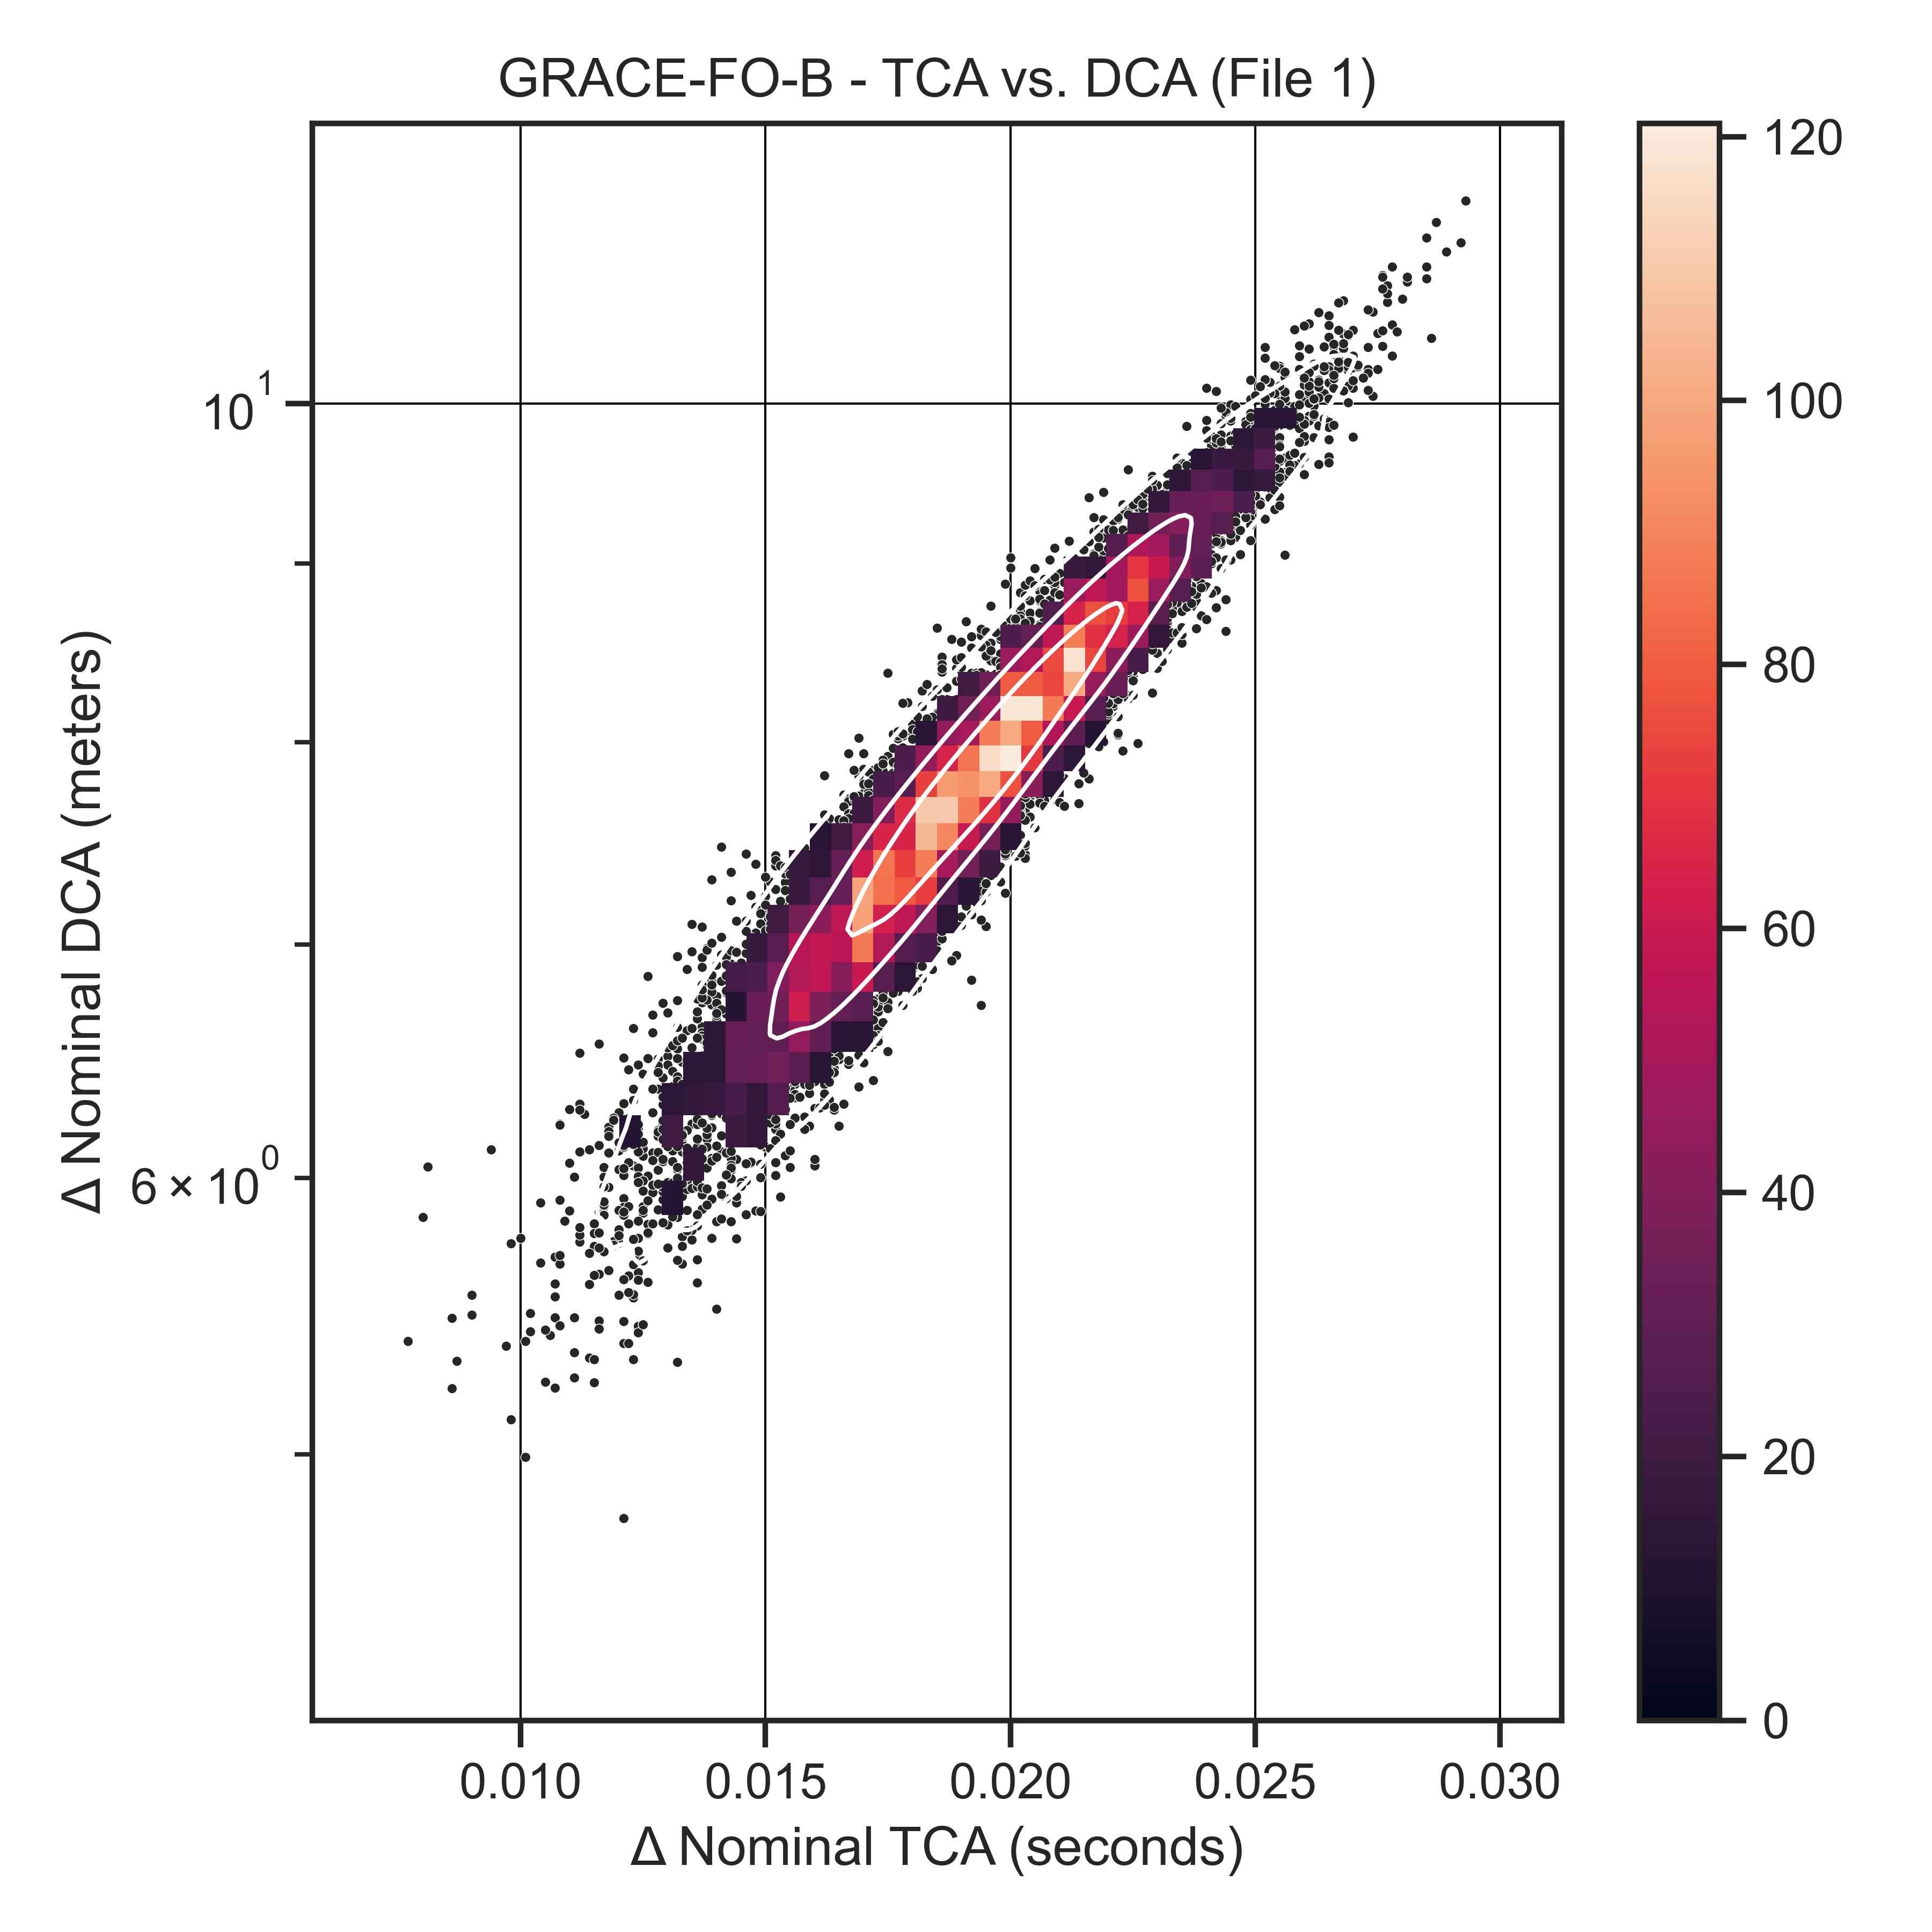 GRACE-FO-B - TCA vs. DCA (File 1)
Δ Nominal DCA (meters)
10¹
6 × 10⁰
120
100
80
60
40
20
0
0.010 0.015 0.020 0.025 0.030
Δ Nominal TCA (seconds)